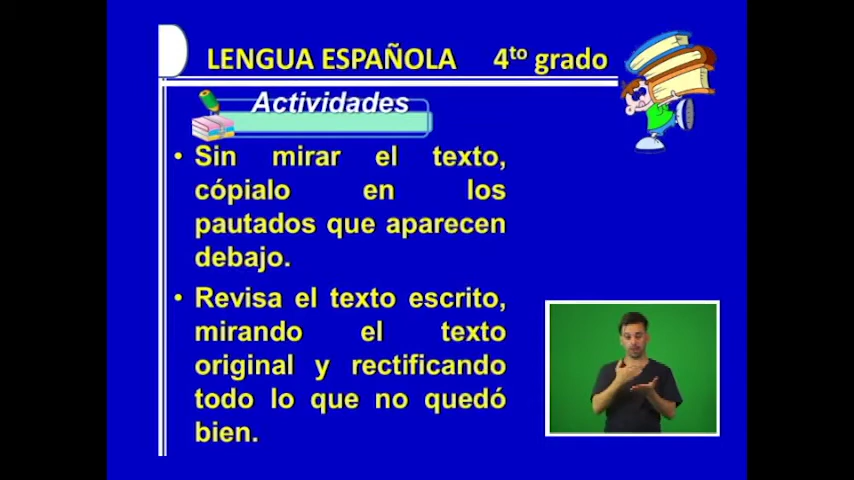 LENGUA ESPAÑOLA 4to grado
Actividades
• Sin mirar el texto,
cópialo en los
pautados que aparecen
debajo.
• Revisa el texto escrito,
mirando el texto
original y rectificando
todo lo que no quedó
bien.